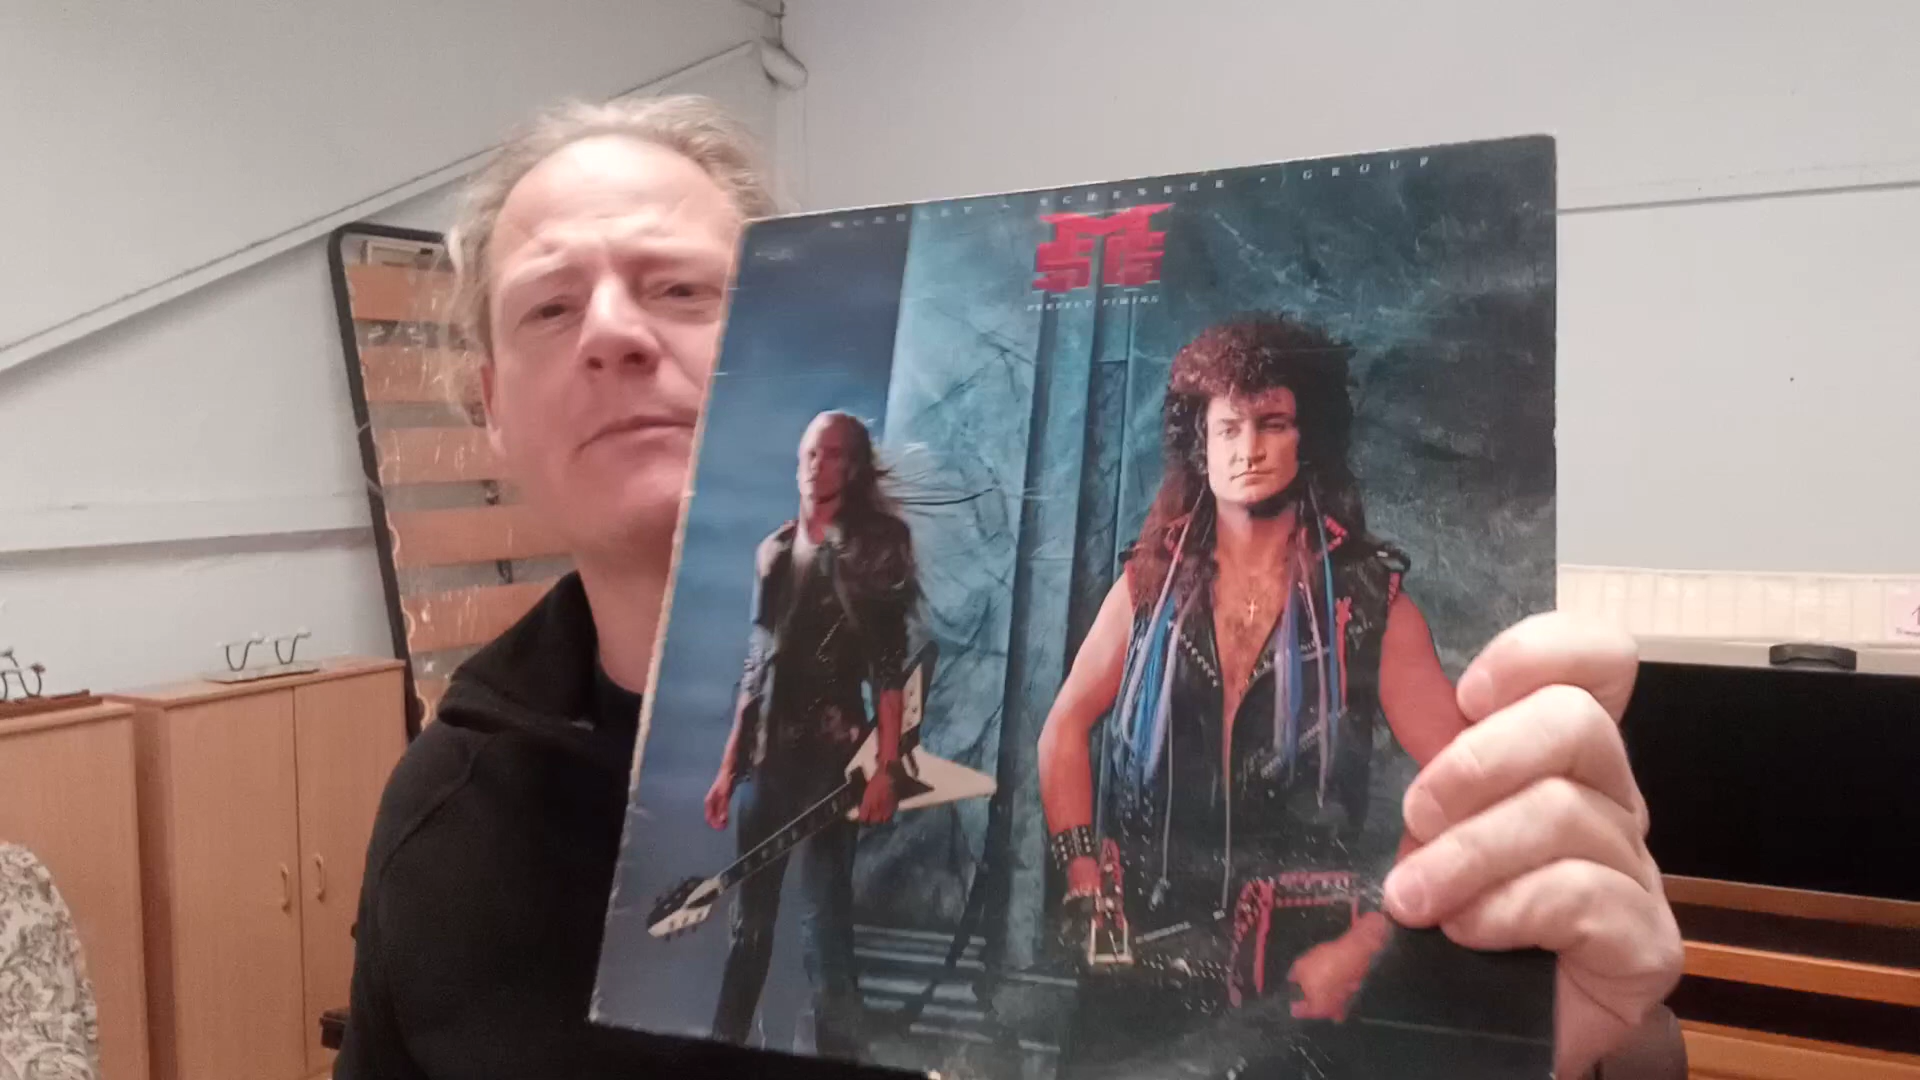 SCHENKER • GROUP
MSG
PERFECT TIMING